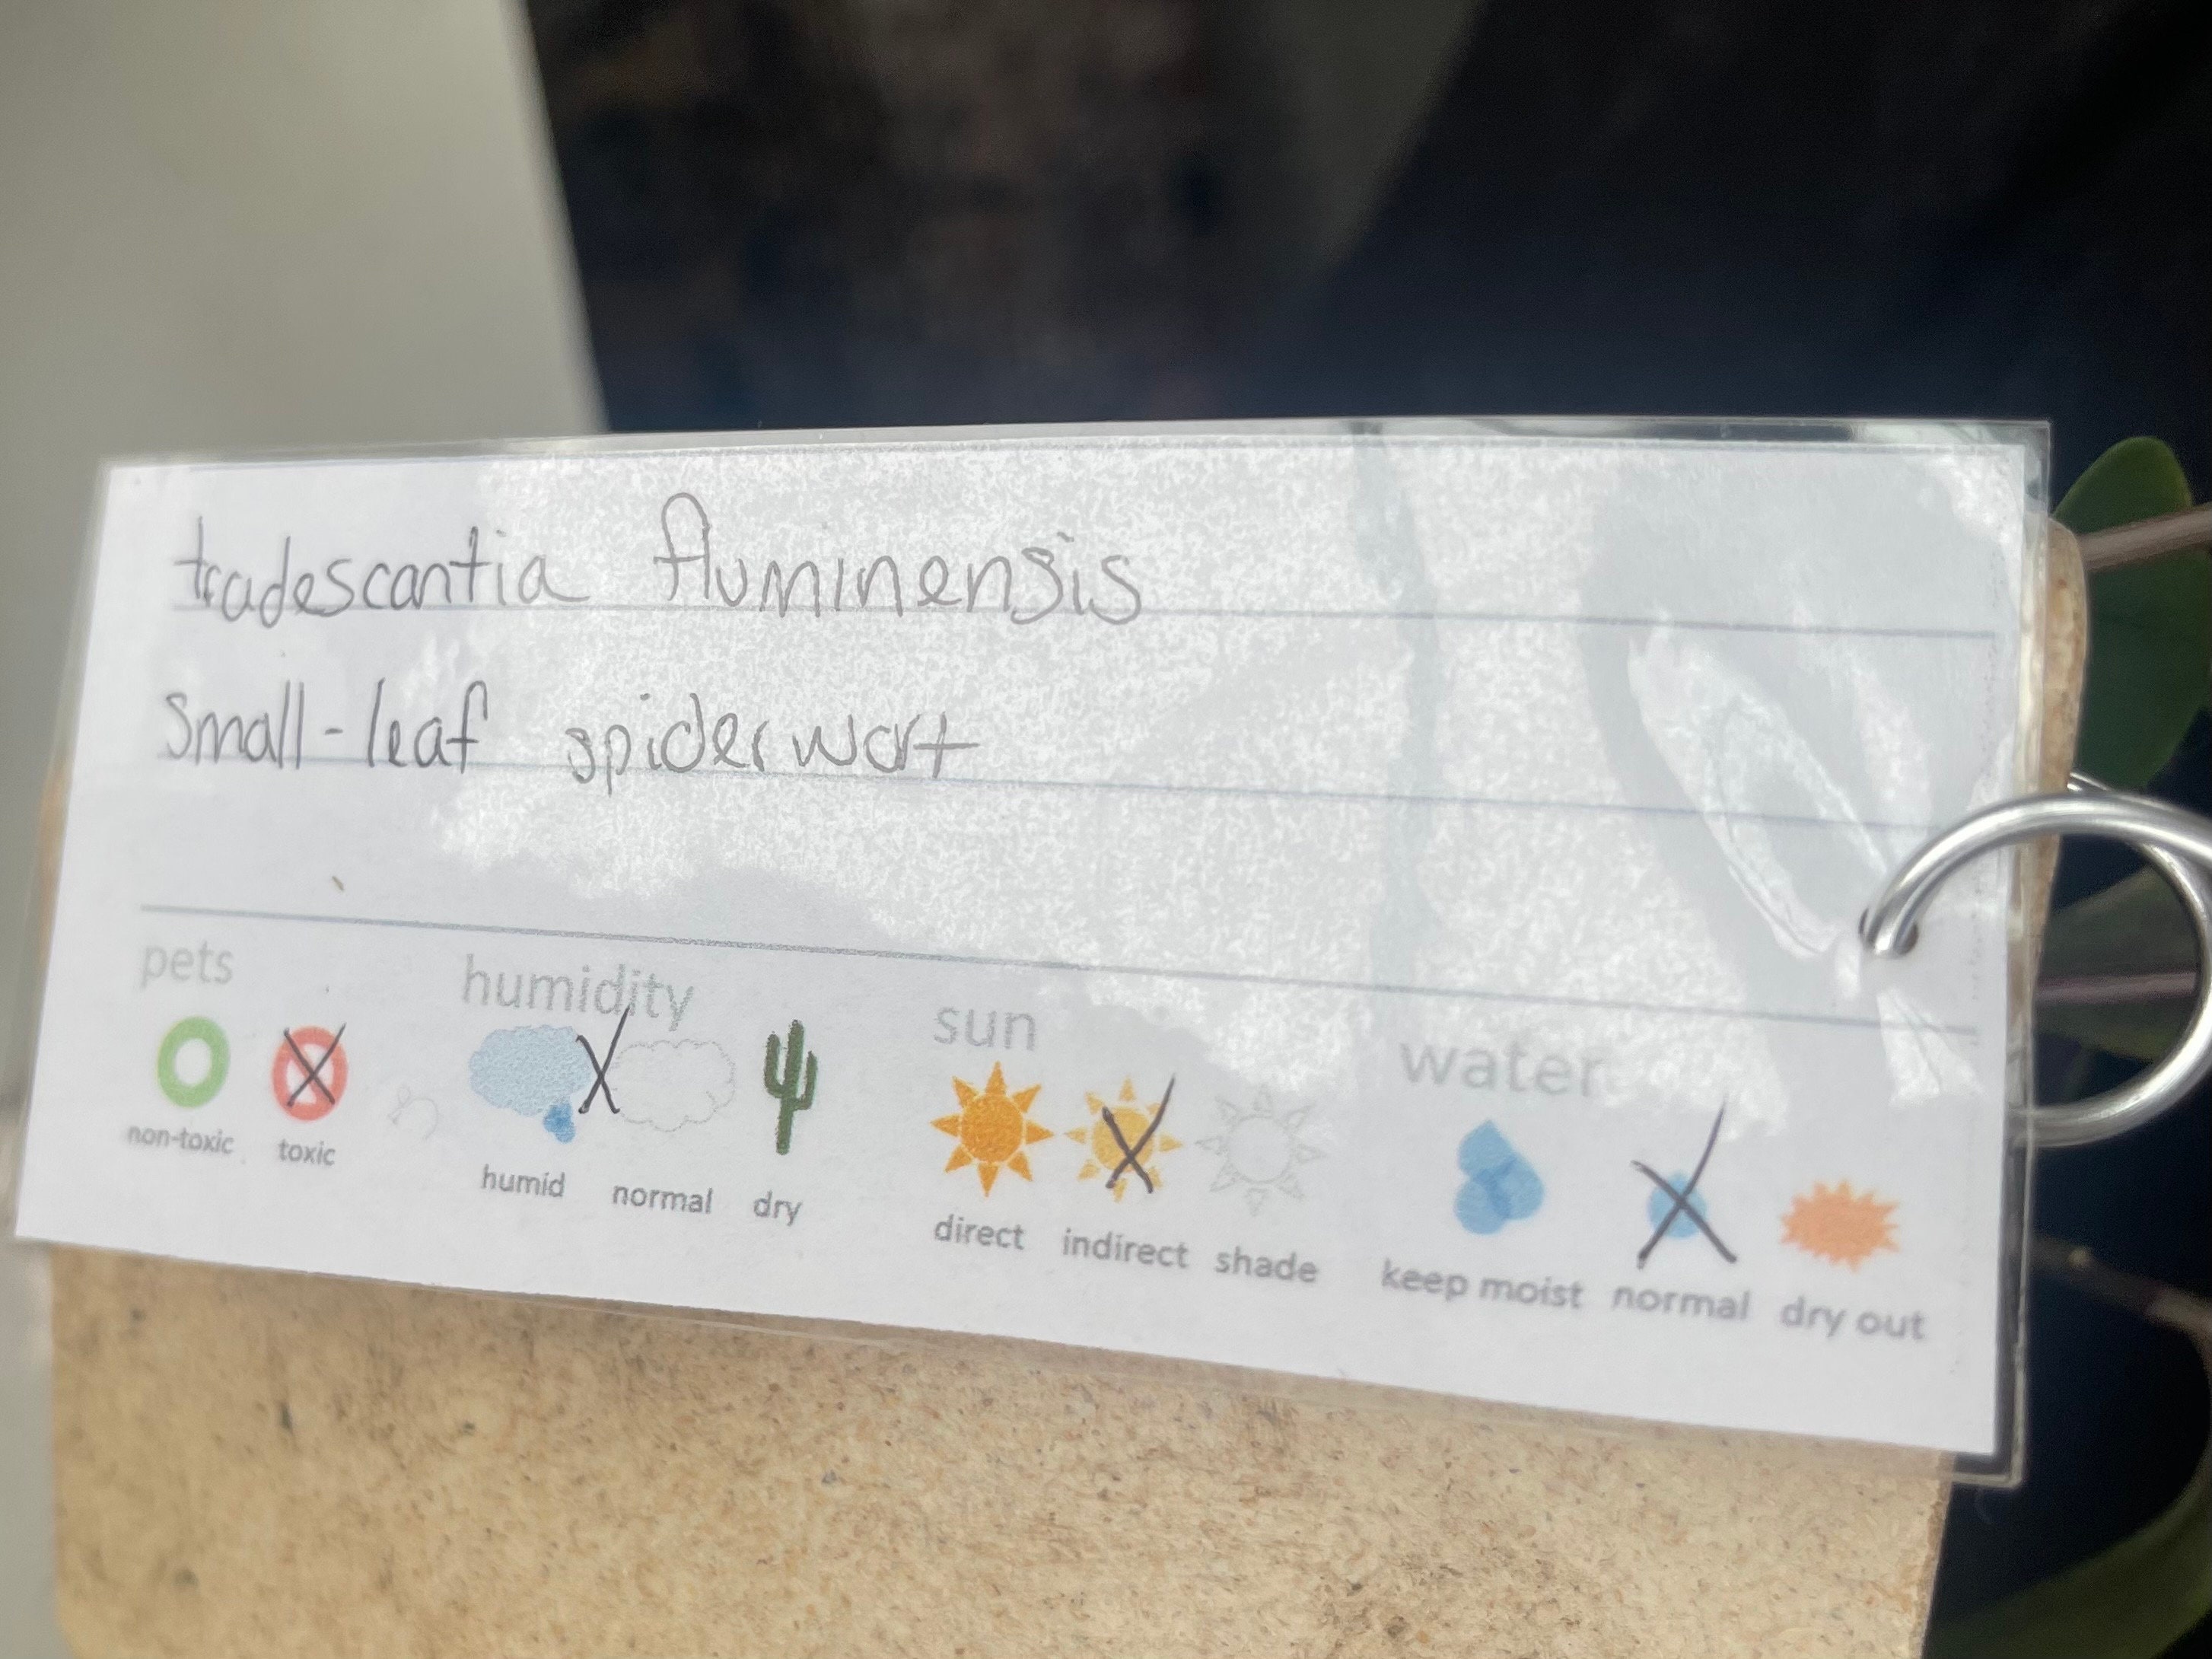 tradescantia fluminensis
small-leaf spiderwort
pets humidity sun water
non-toxic toxic humid normal dry direct indirect shade keep moist normal dry out